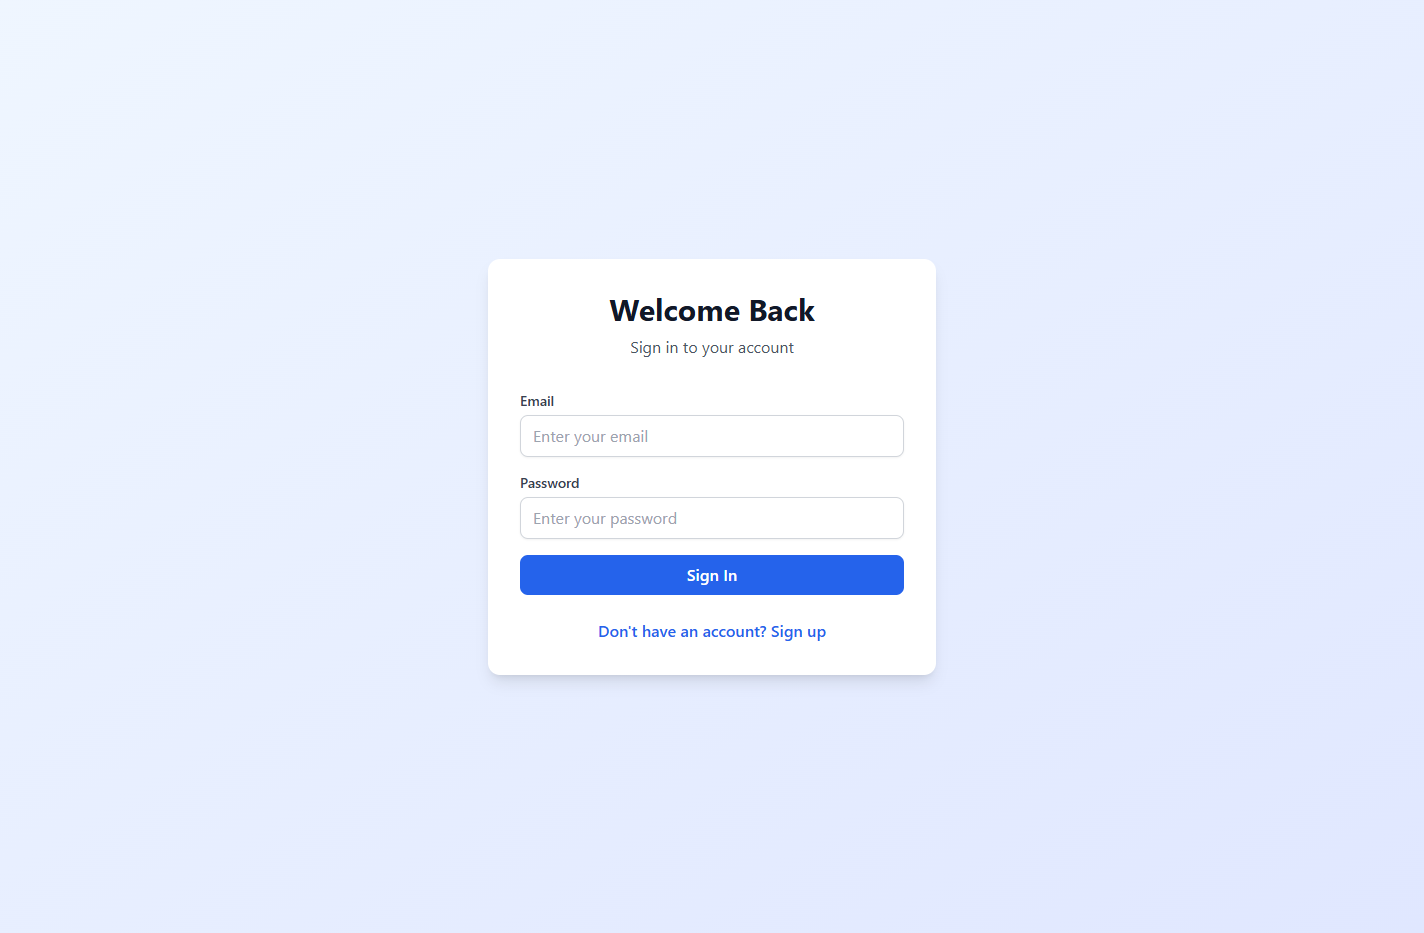 Welcome Back
Sign in to your account
Email
Enter your email
Password
Enter your password
Sign In
Don't have an account? Sign up